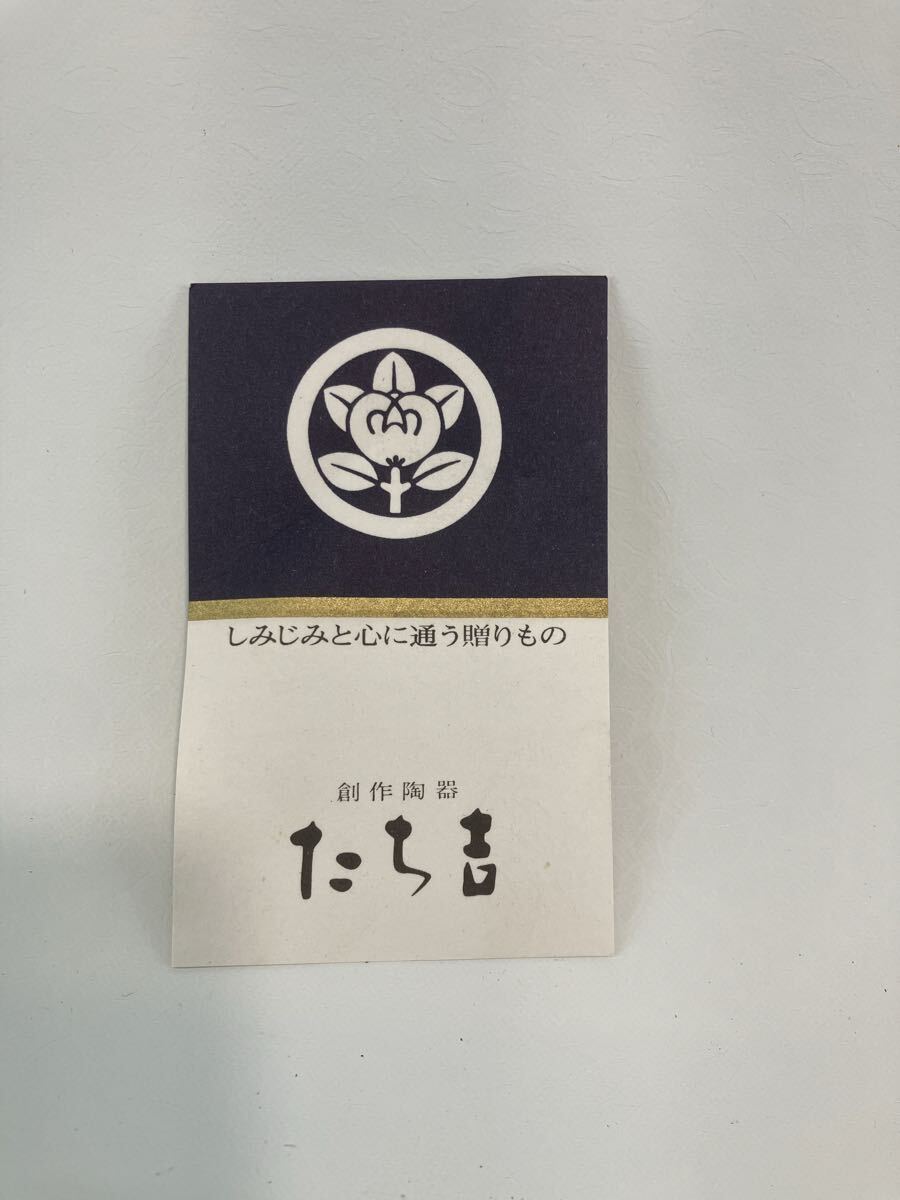 しみじみと心に通う贈りもの
創作陶器
たち吉